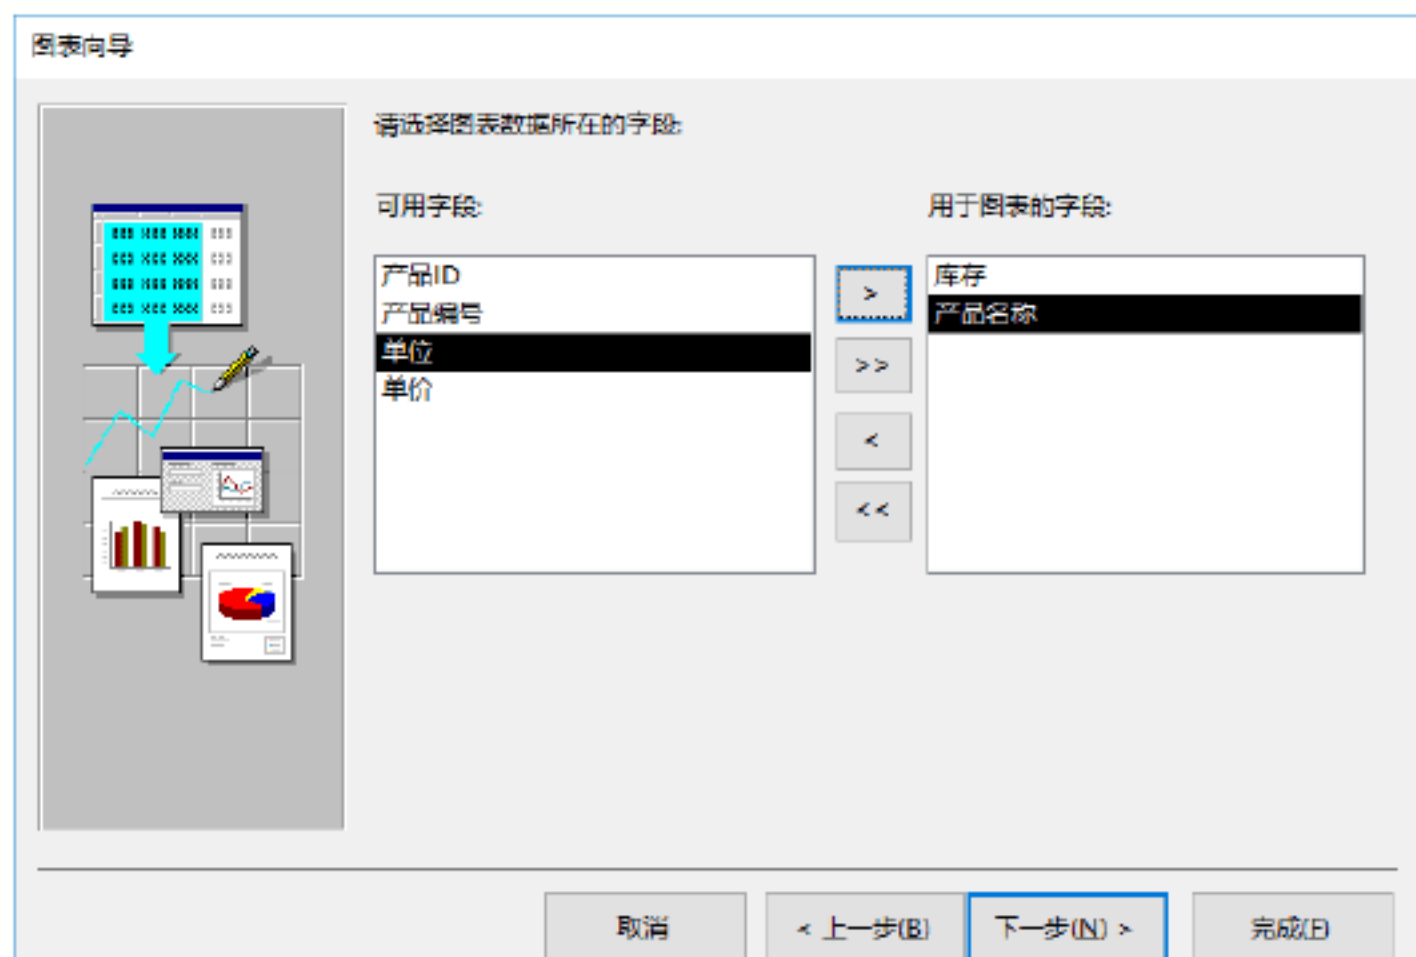 图表向导
请选择图表数据所在的字段:
可用字段:
用于图表的字段:
产品ID
产品编号
单位
单价
>
>>
<
<<
库存
产品名称
取消
< 上一步(B)
下一步(N) >
完成(F)